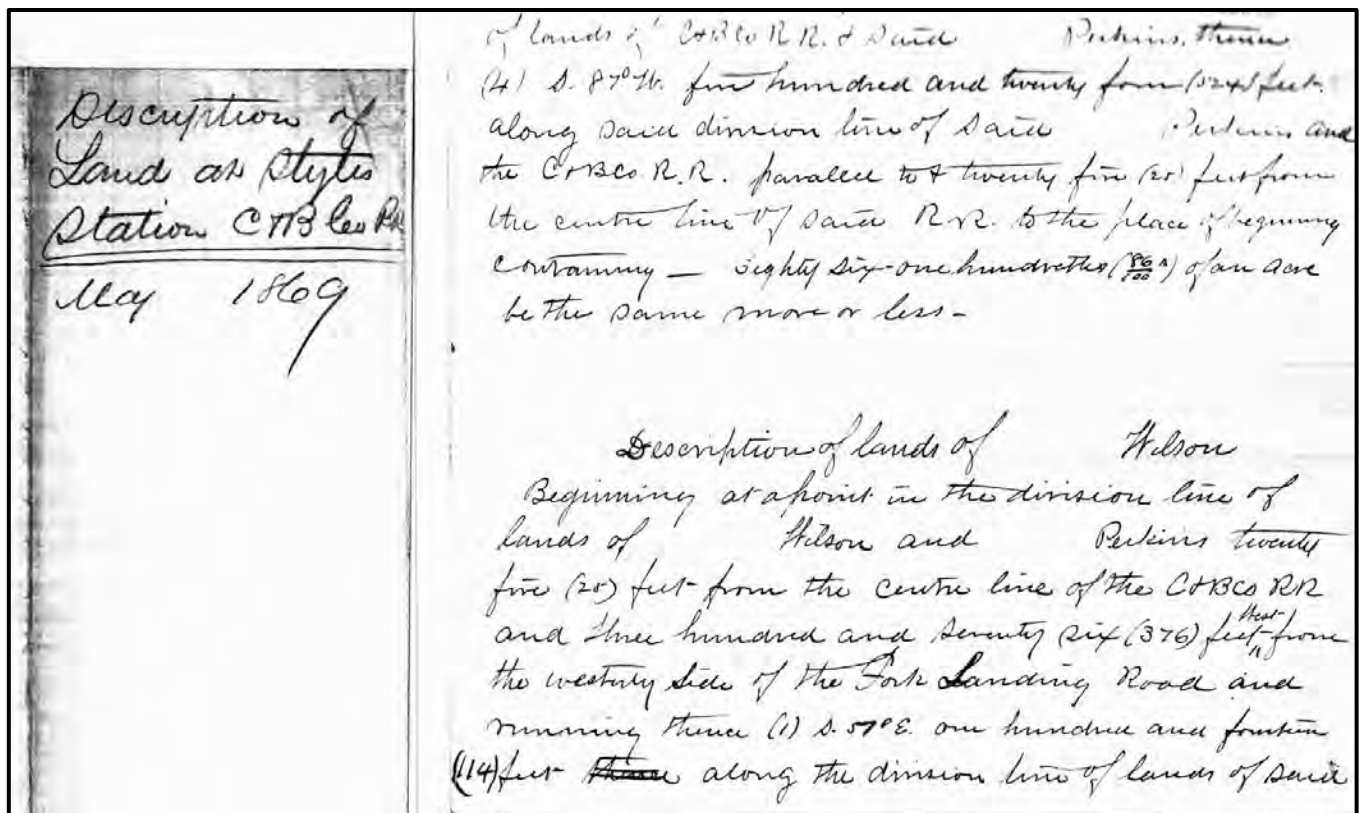 Description of
Land at Styles
Station C&BCo RR
May 1869
of lands of C&BCo R.R. & said Perkins, thence
(4) S. 87° W. five hundred and twenty four (524) feet
along said division line of said Perkins and
the C&BCo. R.R. parallel to & twenty five (25) feet from
the centre line of said R.R. to the place of beginning
containing — eighty six-one hundredths (86/100 ths) of an acre
be the same more or less -
Description of lands of Wilson
Beginning at a point in the division line of
lands of Wilson and Perkins twenty
five (25) feet from the centre line of the C&BCo RR
and three hundred and seventy six (376) feet West from
the westerly side of the Fork Landing Road and
running thence (1) S. 57° E. one hundred and fourteen
(114) feet along the division line of lands of said